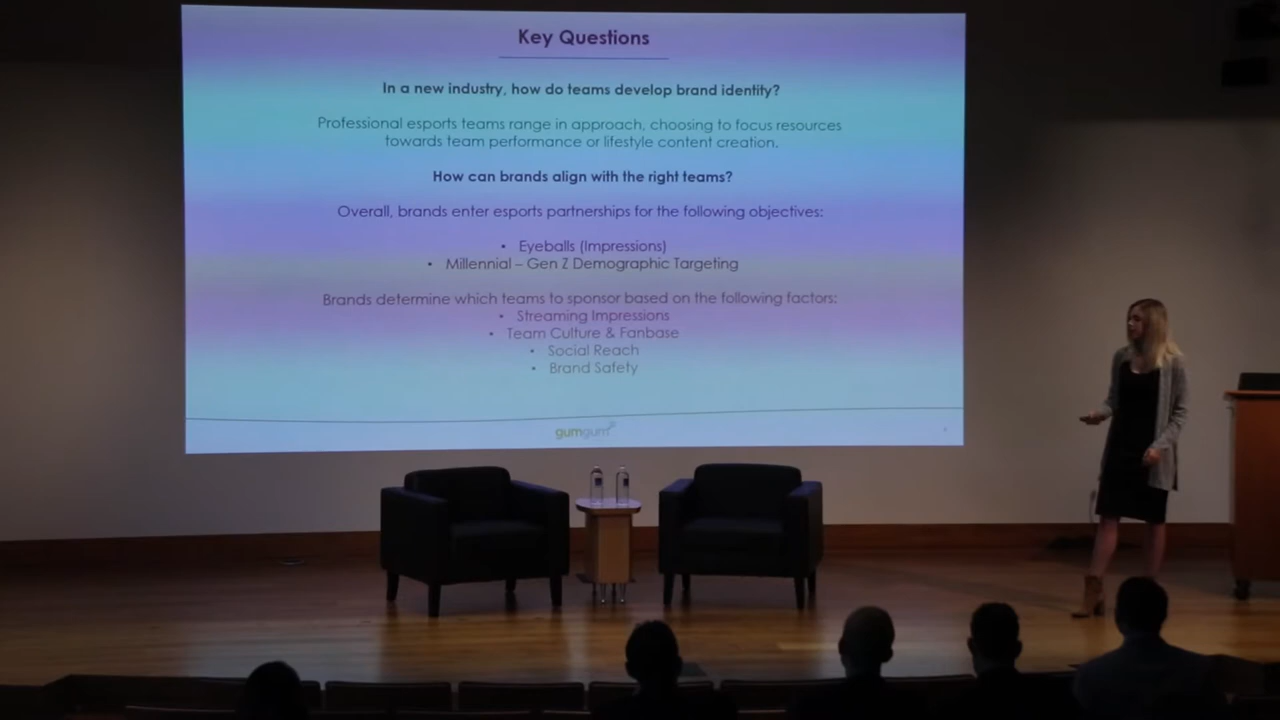 Key Questions
In a new industry, how do teams develop brand identity?
Professional esports teams range in approach, choosing to focus resources
towards team performance or lifestyle content creation.
How can brands align with the right teams?
Overall, brands enter esports partnerships for the following objectives:
• Eyeballs (Impressions)
• Millennial – Gen Z Demographic Targeting
Brands determine which teams to sponsor based on the following factors:
• Streaming Impressions
• Team Culture & Fanbase
• Social Reach
• Brand Safety
gumgum